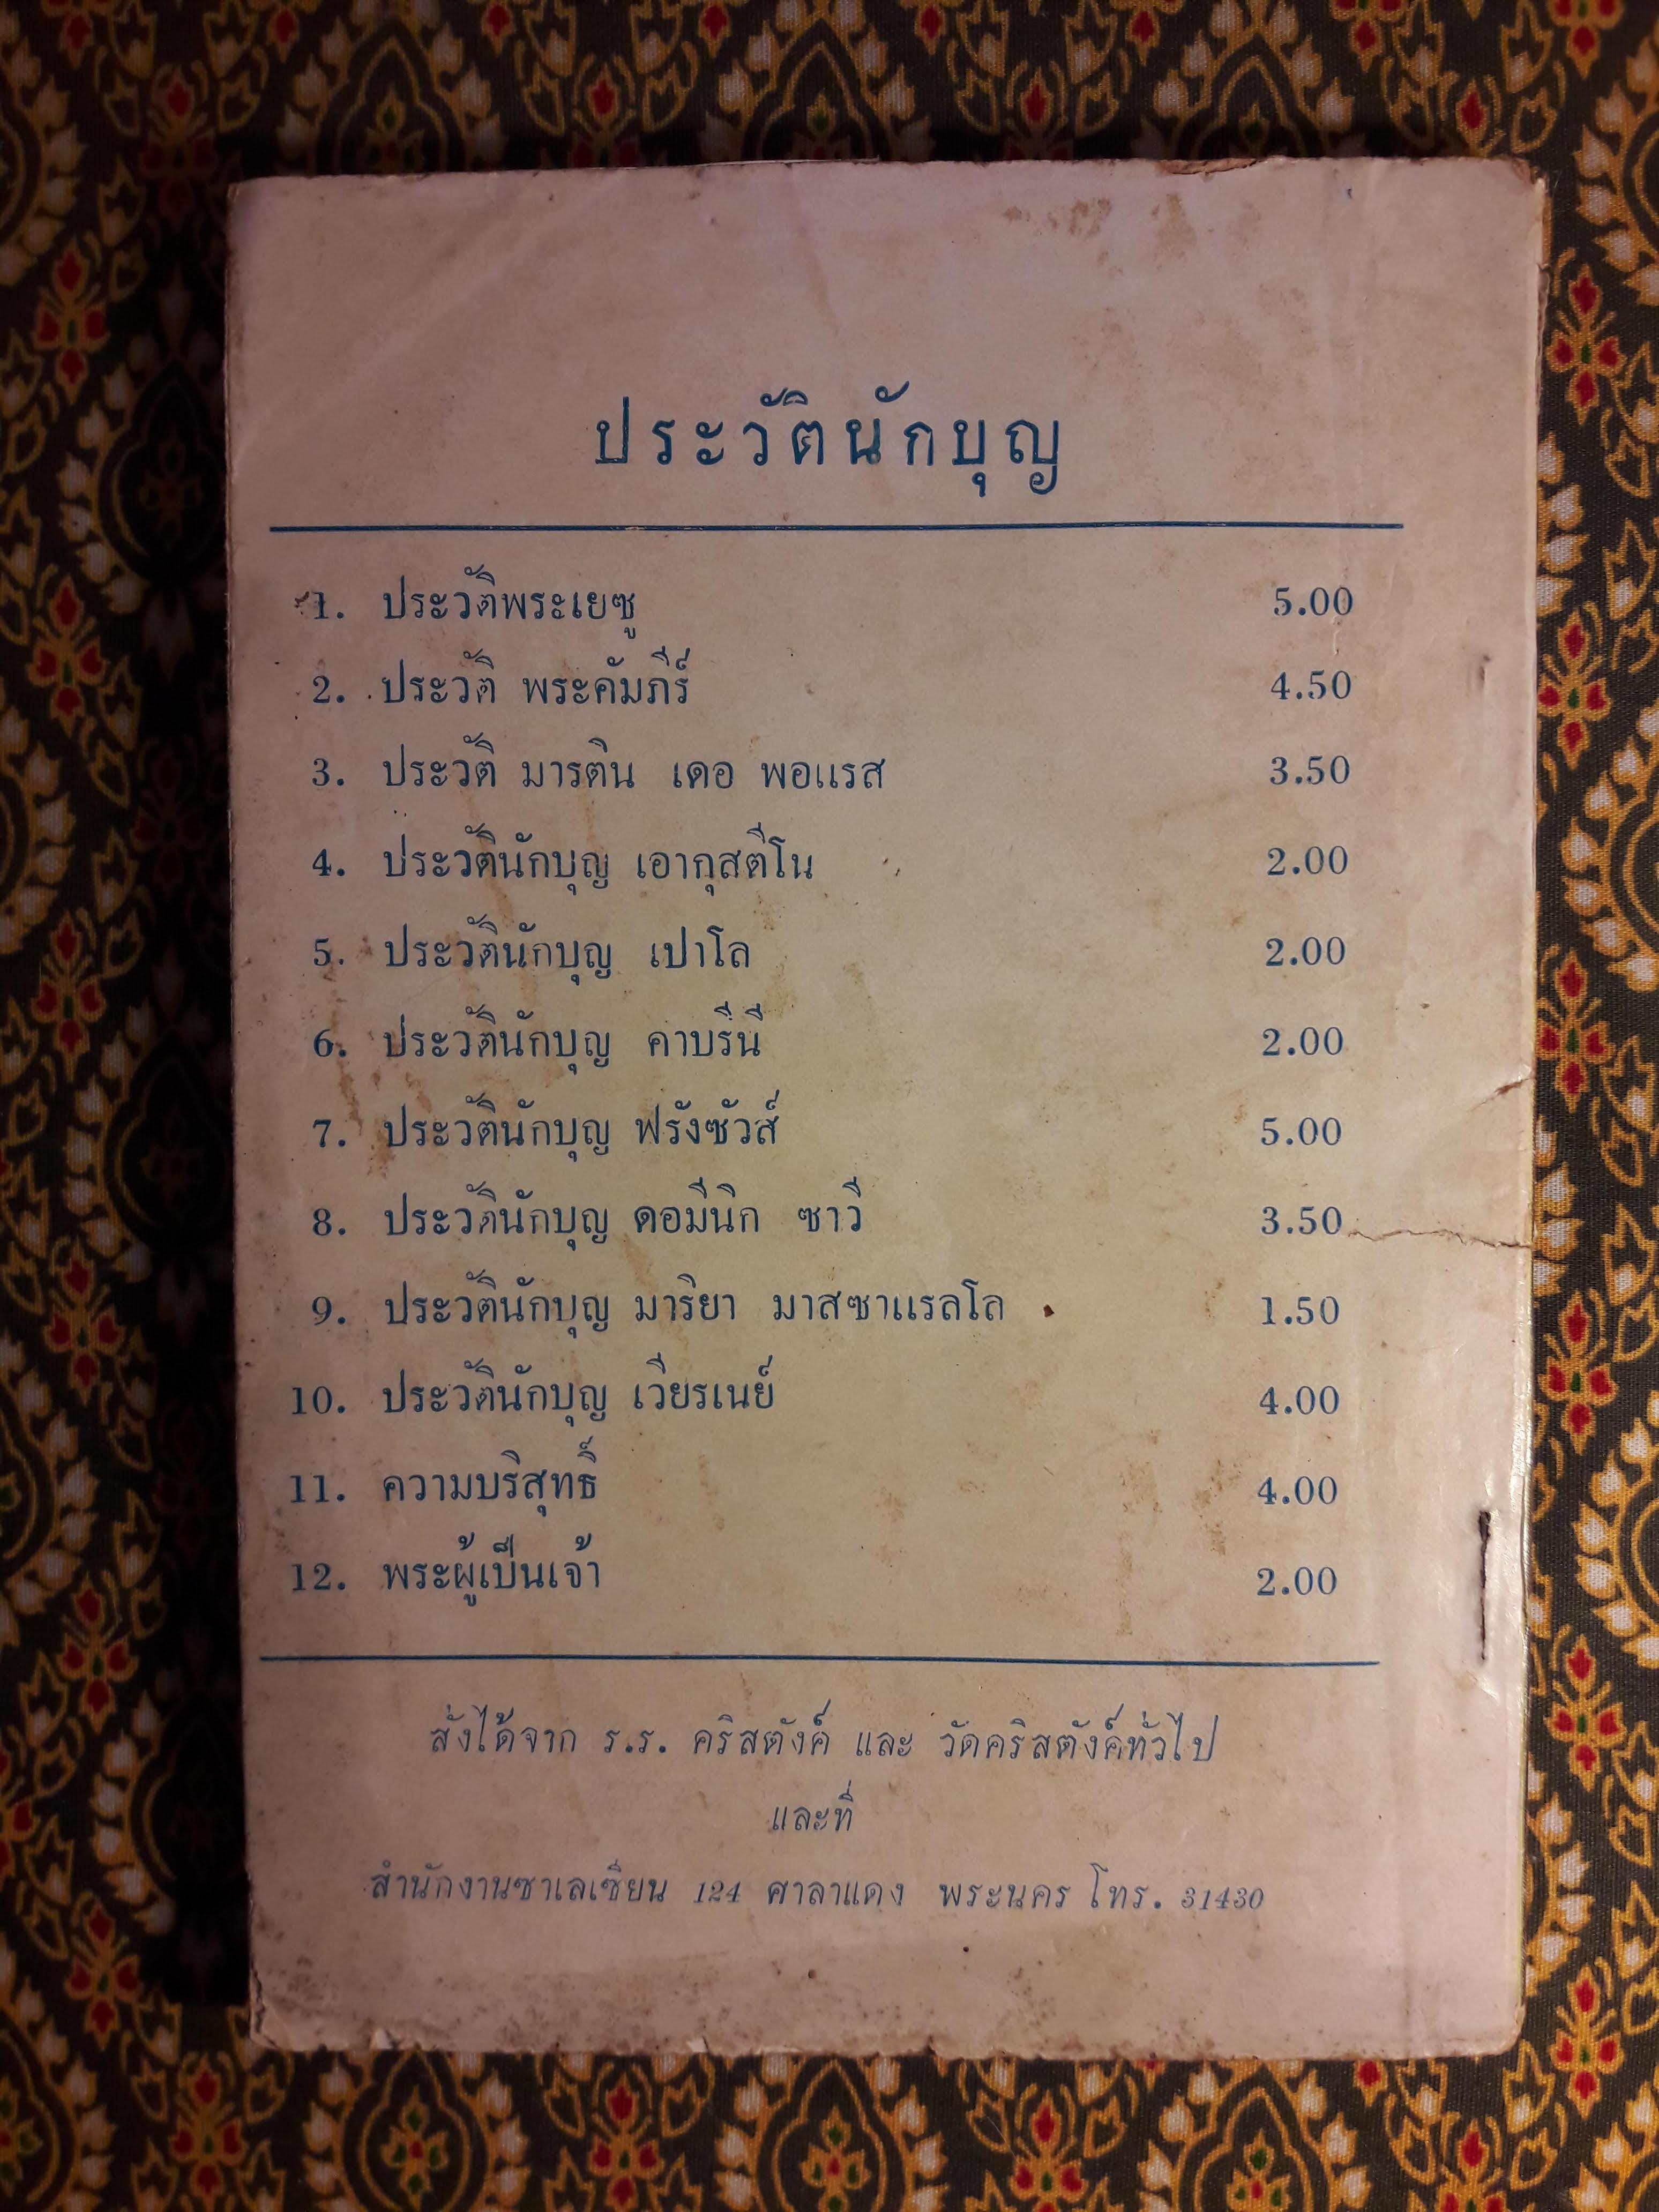 ประวัตินักบุญ
1. ประวัติพระเยซู 5.00
2. ประวัติ พระคัมภีร์ 4.50
3. ประวัติ มารติน เดอ พอแรส 3.50
4. ประวัตินักบุญ เอากุสตีโน 2.00
5. ประวัตินักบุญ เปาโล 2.00
6. ประวัตินักบุญ คาบรีนี 2.00
7. ประวัตินักบุญ ฟรังซัวส์ 5.00
8. ประวัตินักบุญ ดอมีนิก ซาวี 3.50
9. ประวัตินักบุญ มาริยา มาสซาแรลโล 1.50
10. ประวัตินักบุญ เวียรเนย์ 4.00
11. ความบริสุทธิ์ 4.00
12. พระผู้เป็นเจ้า 2.00
สั่งได้จาก ร.ร. คริสตังค์ และ วัดคริสตังค์ทั่วไป
และที่
สำนักงานซาเลเซียน 124 ศาลาแดง พระนคร โทร. 31430